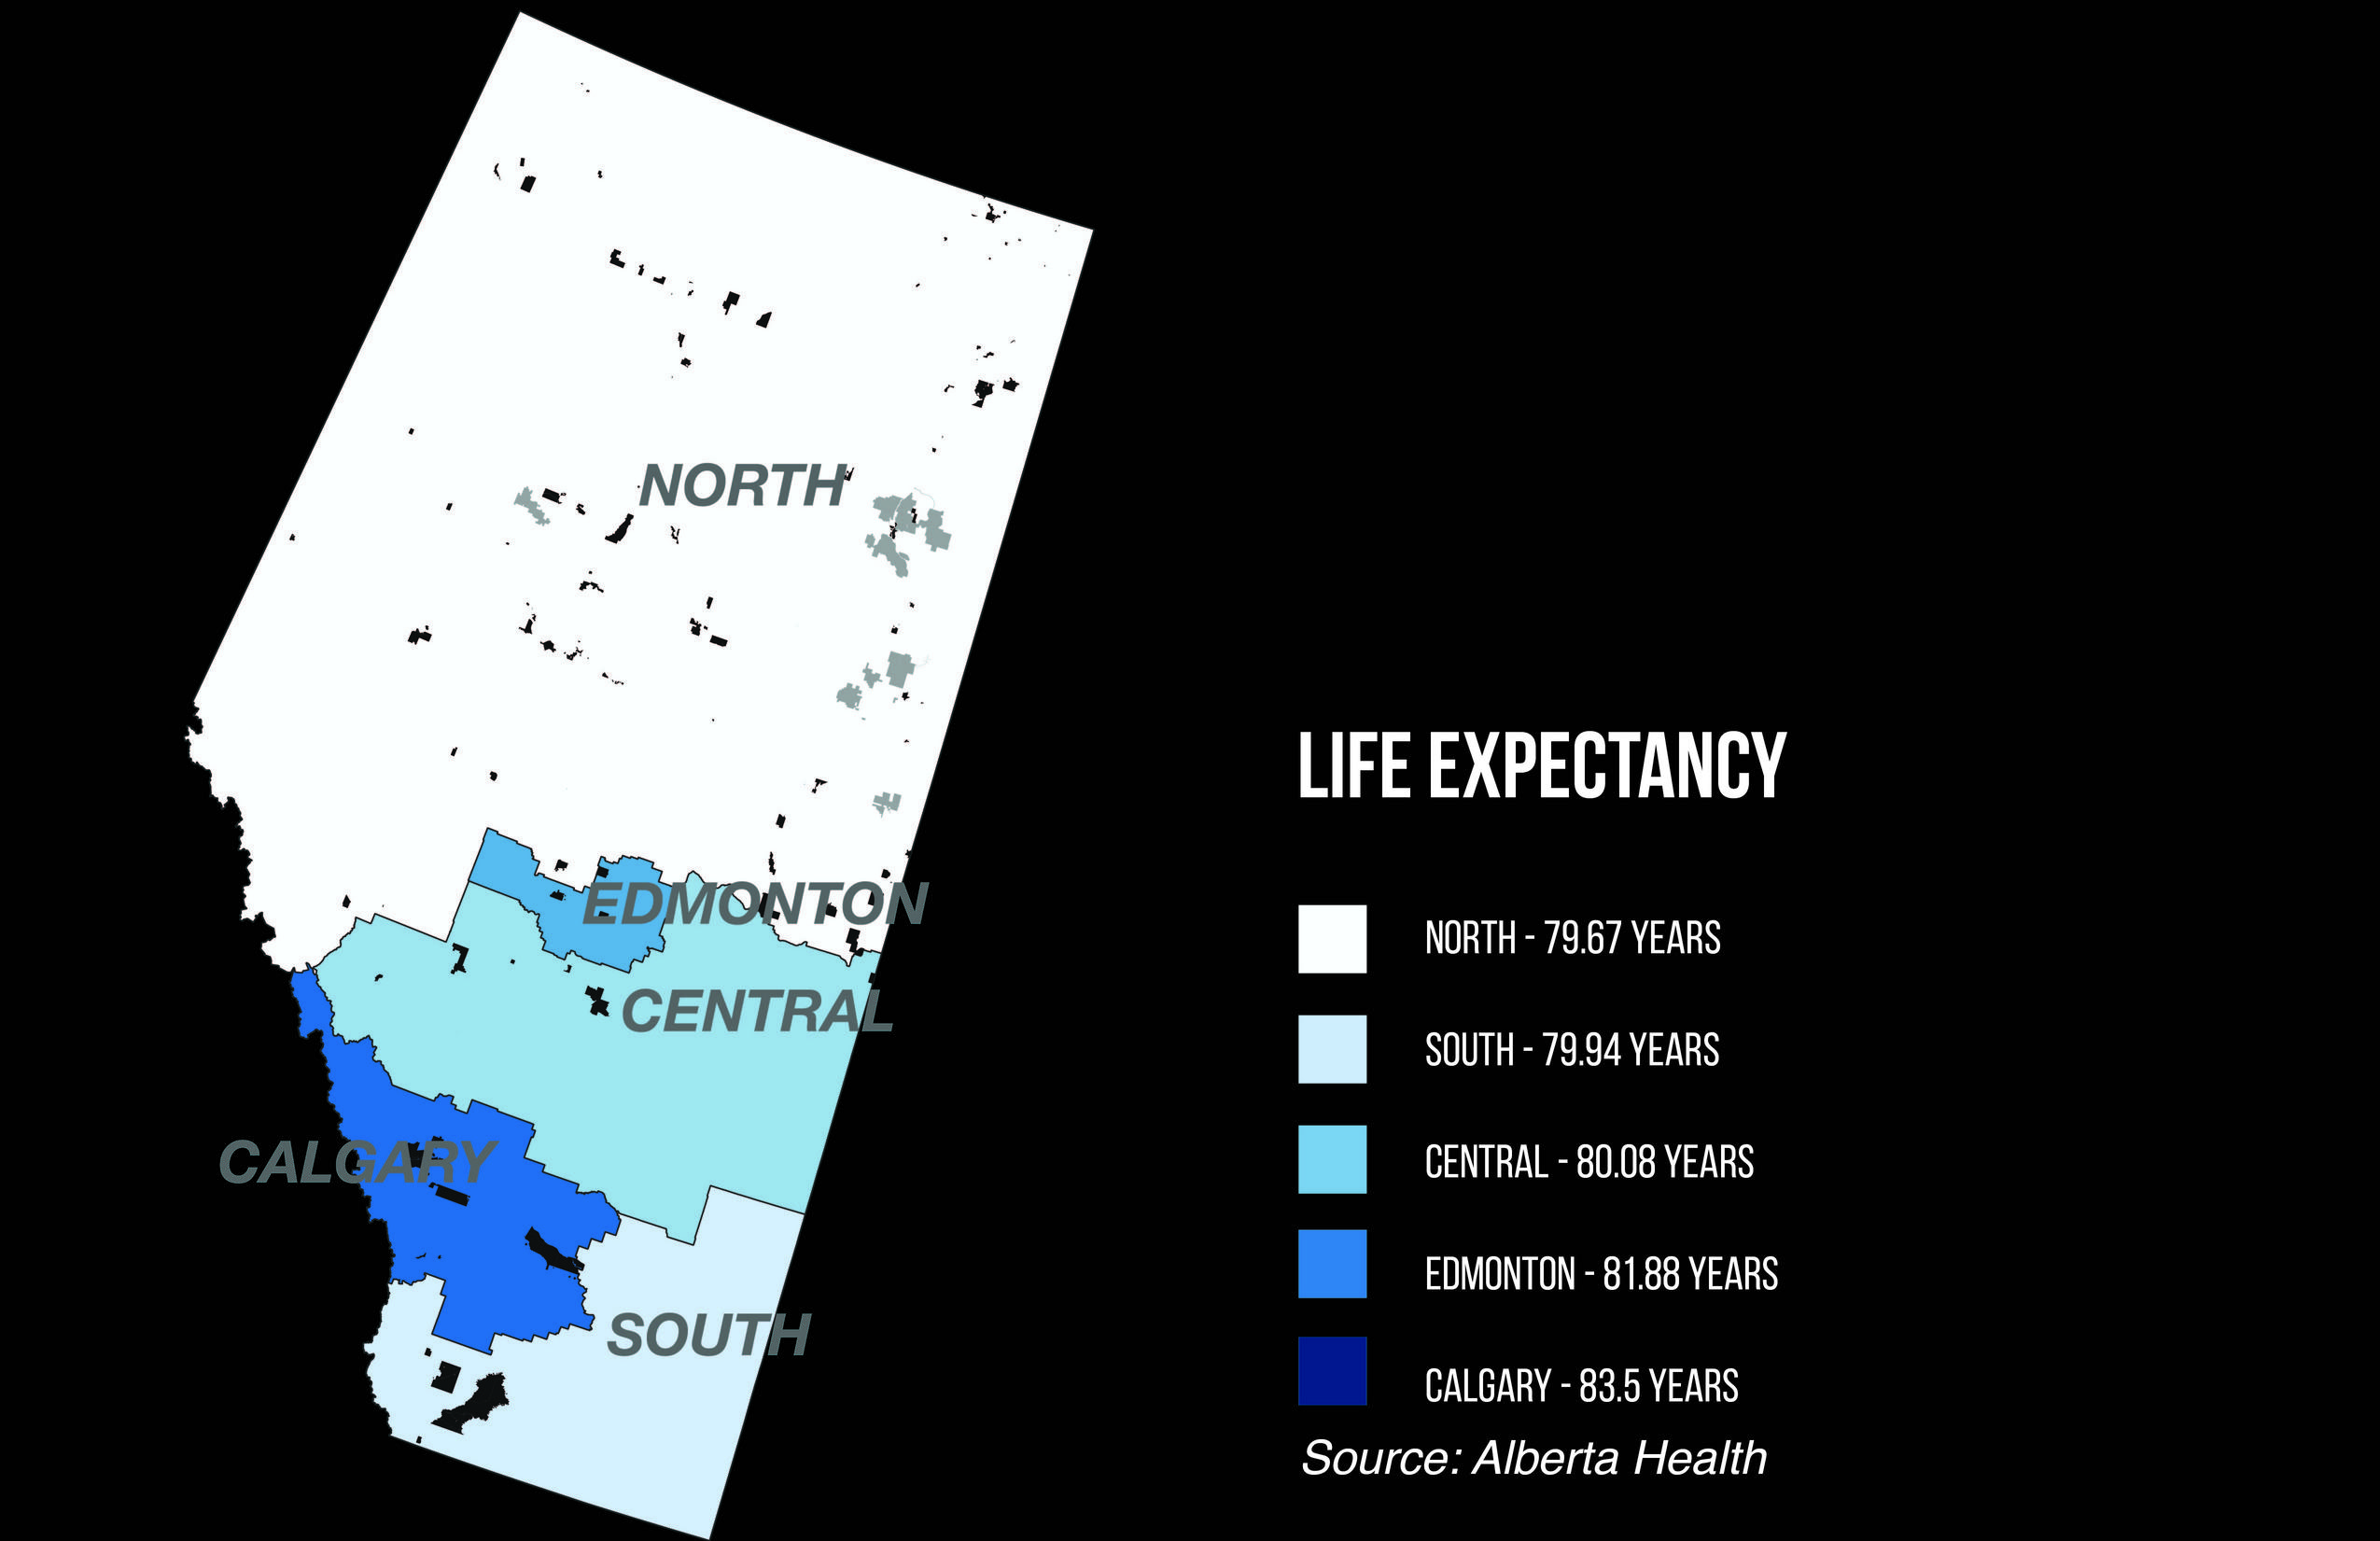 NORTH
EDMONTON
CENTRAL
CALGARY
SOUTH
LIFE EXPECTANCY
NORTH - 79.67 YEARS
SOUTH - 79.94 YEARS
CENTRAL - 80.08 YEARS
EDMONTON - 81.88 YEARS
CALGARY - 83.5 YEARS
Source: Alberta Health